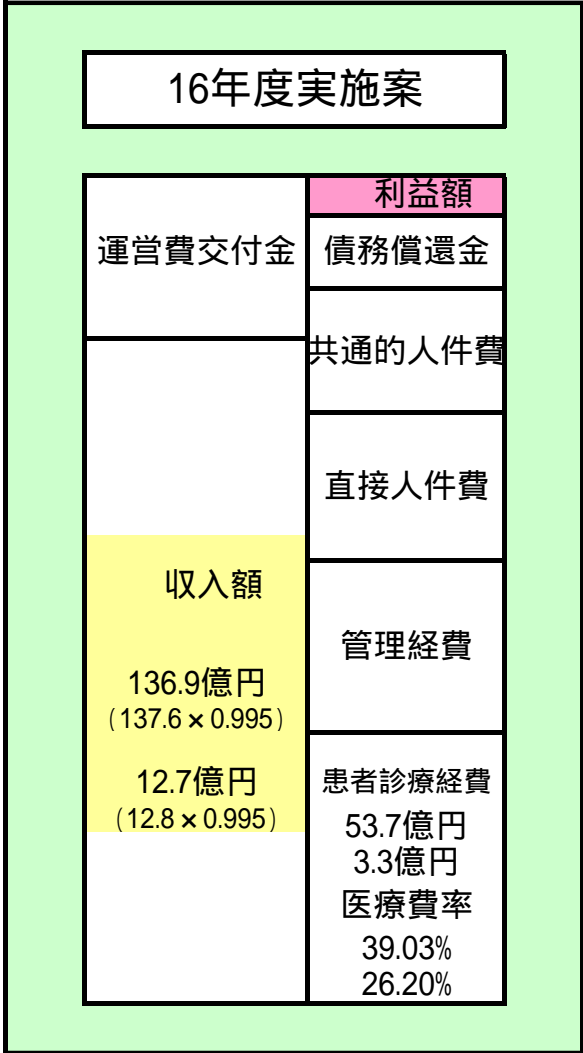 16年度実施案
運営費交付金
収入額
136.9億円
(137.6×0.995)
12.7億円
(12.8×0.995)
利益額
債務償還金
共通的人件費
直接人件費
管理経費
患者診療経費
53.7億円
3.3億円
医療費率
39.03%
26.20%